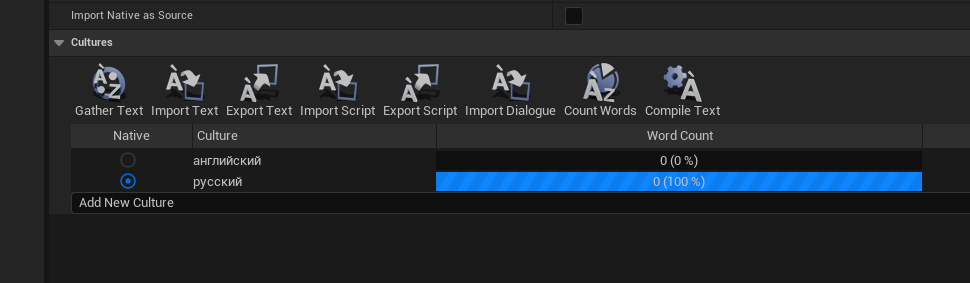 Import Native as Source
Cultures
Gather Text Import Text Export Text Import Script Export Script Import Dialogue Count Words Compile Text
Native Culture Word Count
английский 0 (0 %)
русский 0 (100 %)
Add New Culture